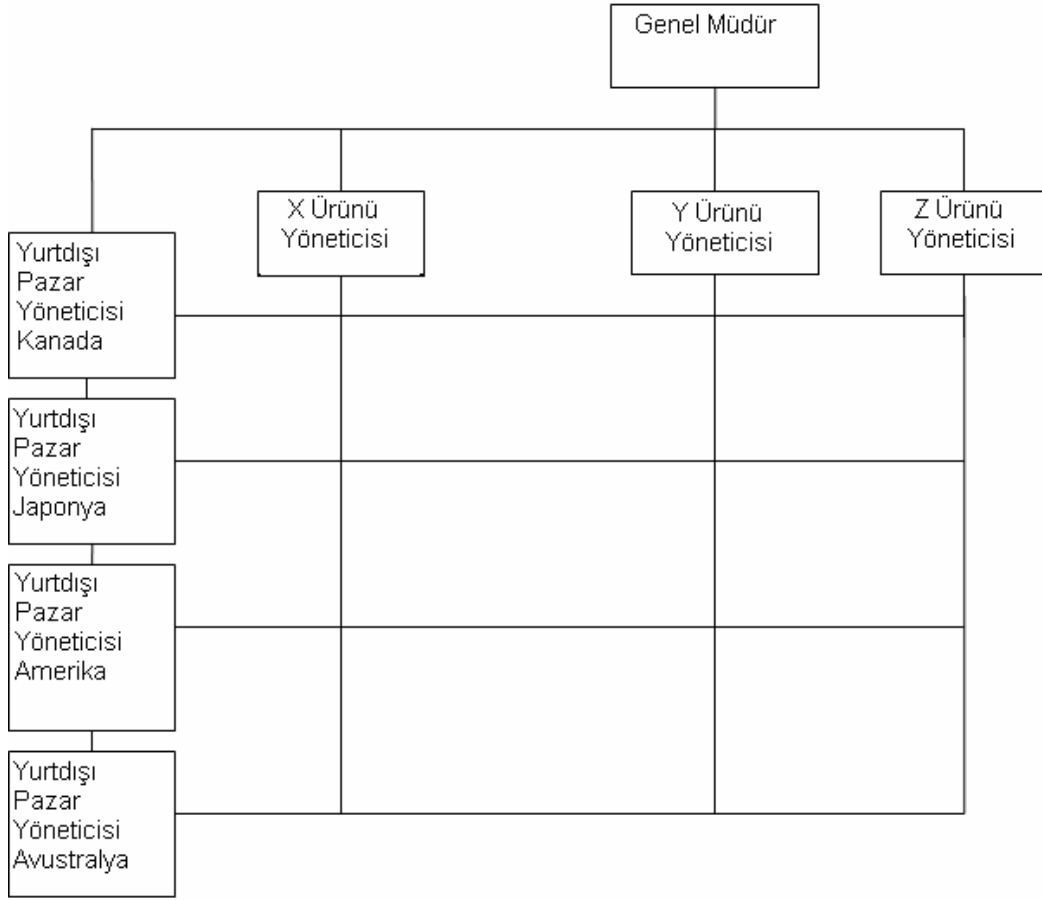 Genel Müdür
X Ürünü
Yöneticisi
Y Ürünü
Yöneticisi
Z Ürünü
Yöneticisi
Yurtdışı
Pazar
Yöneticisi
Kanada
Yurtdışı
Pazar
Yöneticisi
Japonya
Yurtdışı
Pazar
Yöneticisi
Amerika
Yurtdışı
Pazar
Yöneticisi
Avustralya